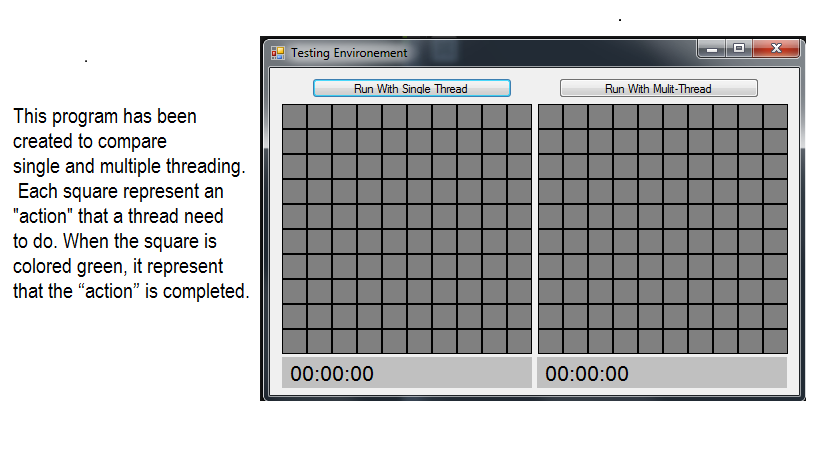 This program has been
created to compare
single and multiple threading.
Each square represent an
"action" that a thread need
to do. When the square is
colored green, it represent
that the “action” is completed.
Testing Environement
Run With Single Thread
Run With Mulit-Thread
00:00:00
00:00:00